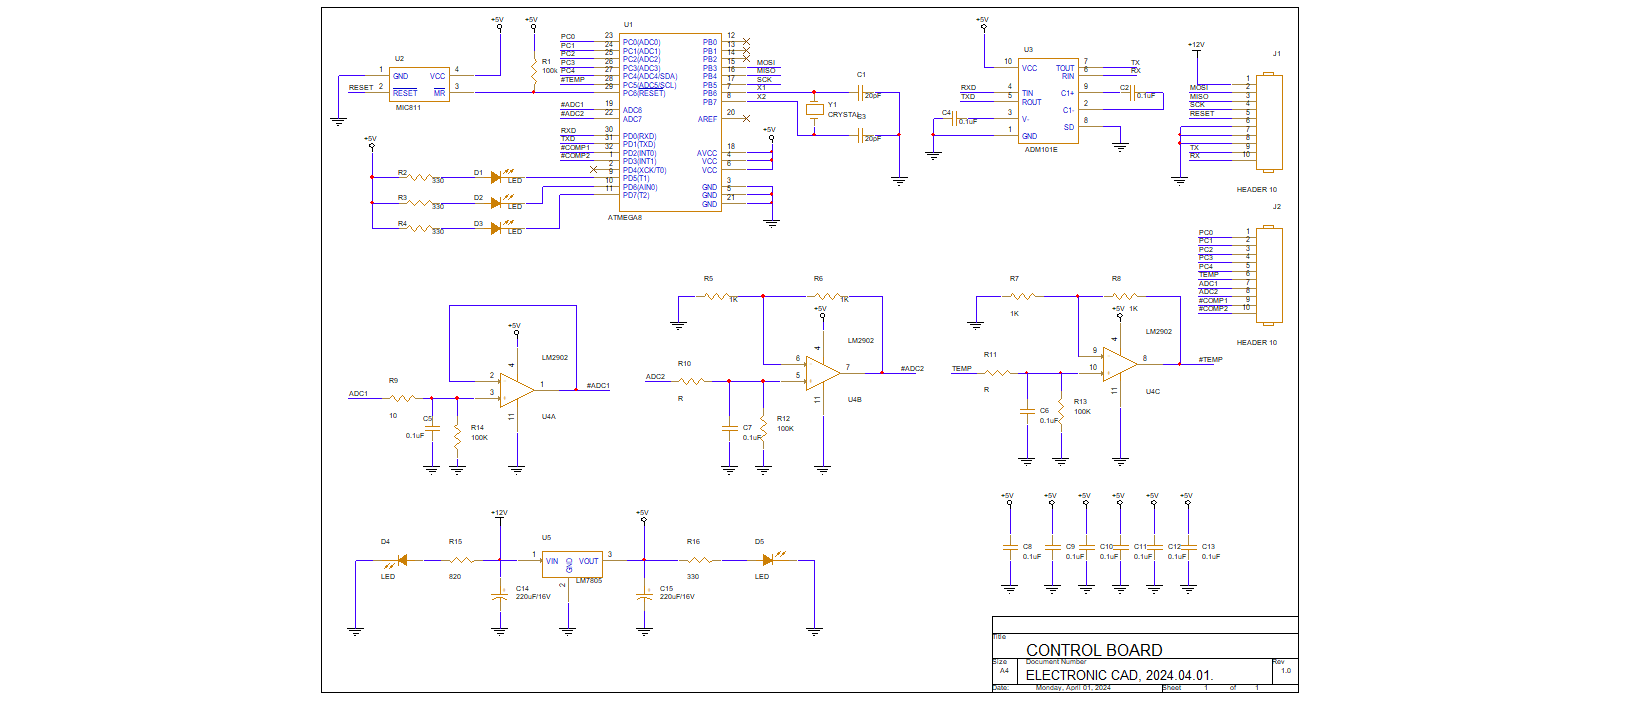 +5V
+5V
U2
1
GND
VCC
4
RESET
2
RESET
MR
3
MIC811
R1
100k
U1
PC0
23
PC0(ADC0)
PC1
24
PC1(ADC1)
PC2
25
PC2(ADC2)
PC3
26
PC3(ADC3)
PC4
27
PC4(ADC4/SDA)
#TEMP
28
PC5(ADC5/SCL)
29
PC6(RESET)
#ADC1
19
ADC6
#ADC2
22
ADC7
RXD
30
PD0(RXD)
TXD
31
PD1(TXD)
#COMP1
32
PD2(INT0)
#COMP2
1
PD3(INT1)
2
PD4(XCK/T0)
9
PD5(T1)
10
PD6(AIN0)
11
PD7(T2)
PB0
12
PB1
13
PB2
14
PB3
15
MOSI
PB4
16
MISO
PB5
17
SCK
PB6
7
X1
PB7
8
X2
AREF
20
AVCC
18
VCC
4
VCC
6
GND
3
GND
5
GND
21
ATMEGA8
+5V
C1
20pF
Y1
CRYSTAL
C3
20pF
+5V
R2
330
D1
LED
R3
330
D2
LED
R4
330
D3
LED
+5V
U3
10
VCC
TOUT
7
TX
RIN
6
RX
RXD
4
TIN
TXD
5
ROUT
C1+
9
C1-
2
C2
0.1uF
C4
0.1uF
3
V-
1
GND
SD
8
ADM101E
+12V
J1
1
MOSI
2
MISO
3
SCK
4
RESET
5
6
7
8
TX
9
RX
10
HEADER 10
J2
PC0
1
PC1
2
PC2
3
PC3
4
PC4
5
TEMP
6
ADC1
7
ADC2
8
#COMP1
9
#COMP2
10
HEADER 10
+5V
4
LM2902
2
3
1
#ADC1
11
U4A
ADC1
R9
10
C5
0.1uF
R14
100K
R5
1K
R6
1K
+5V
4
LM2902
6
5
7
#ADC2
11
U4B
ADC2
R10
R
C7
0.1uF
R12
100K
R7
1K
R8
1K
+5V
4
LM2902
9
10
8
#TEMP
11
U4C
TEMP
R11
R
C6
0.1uF
R13
100K
+12V
+5V
D4
LED
R15
820
U5
1
VIN
GND
VOUT
3
2
LM7805
C14
220uF/16V
C15
220uF/16V
R16
330
D5
LED
+5V
+5V
+5V
+5V
+5V
+5V
C8
0.1uF
C9
0.1uF
C10
0.1uF
C11
0.1uF
C12
0.1uF
C13
0.1uF
Title
CONTROL BOARD
Size
A4
Document Number
ELECTRONIC CAD, 2024.04.01.
Rev
1.0
Date:
Monday, April 01, 2024
Sheet
1
of
1